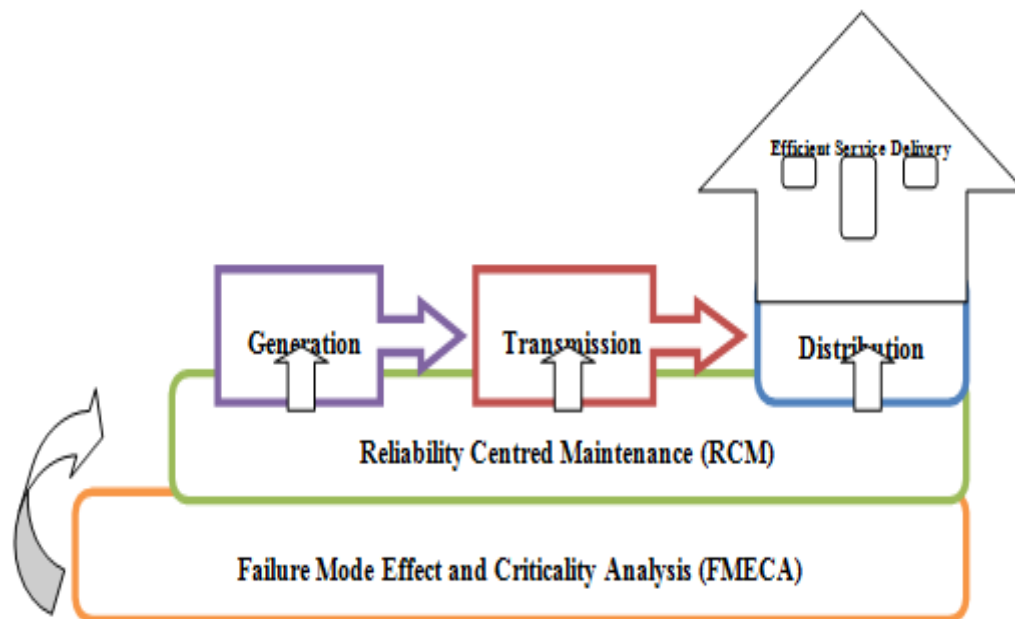 Efficient Service Delivery
Generation
Transmission
Distribution
Reliability Centred Maintenance (RCM)
Failure Mode Effect and Criticality Analysis (FMECA)